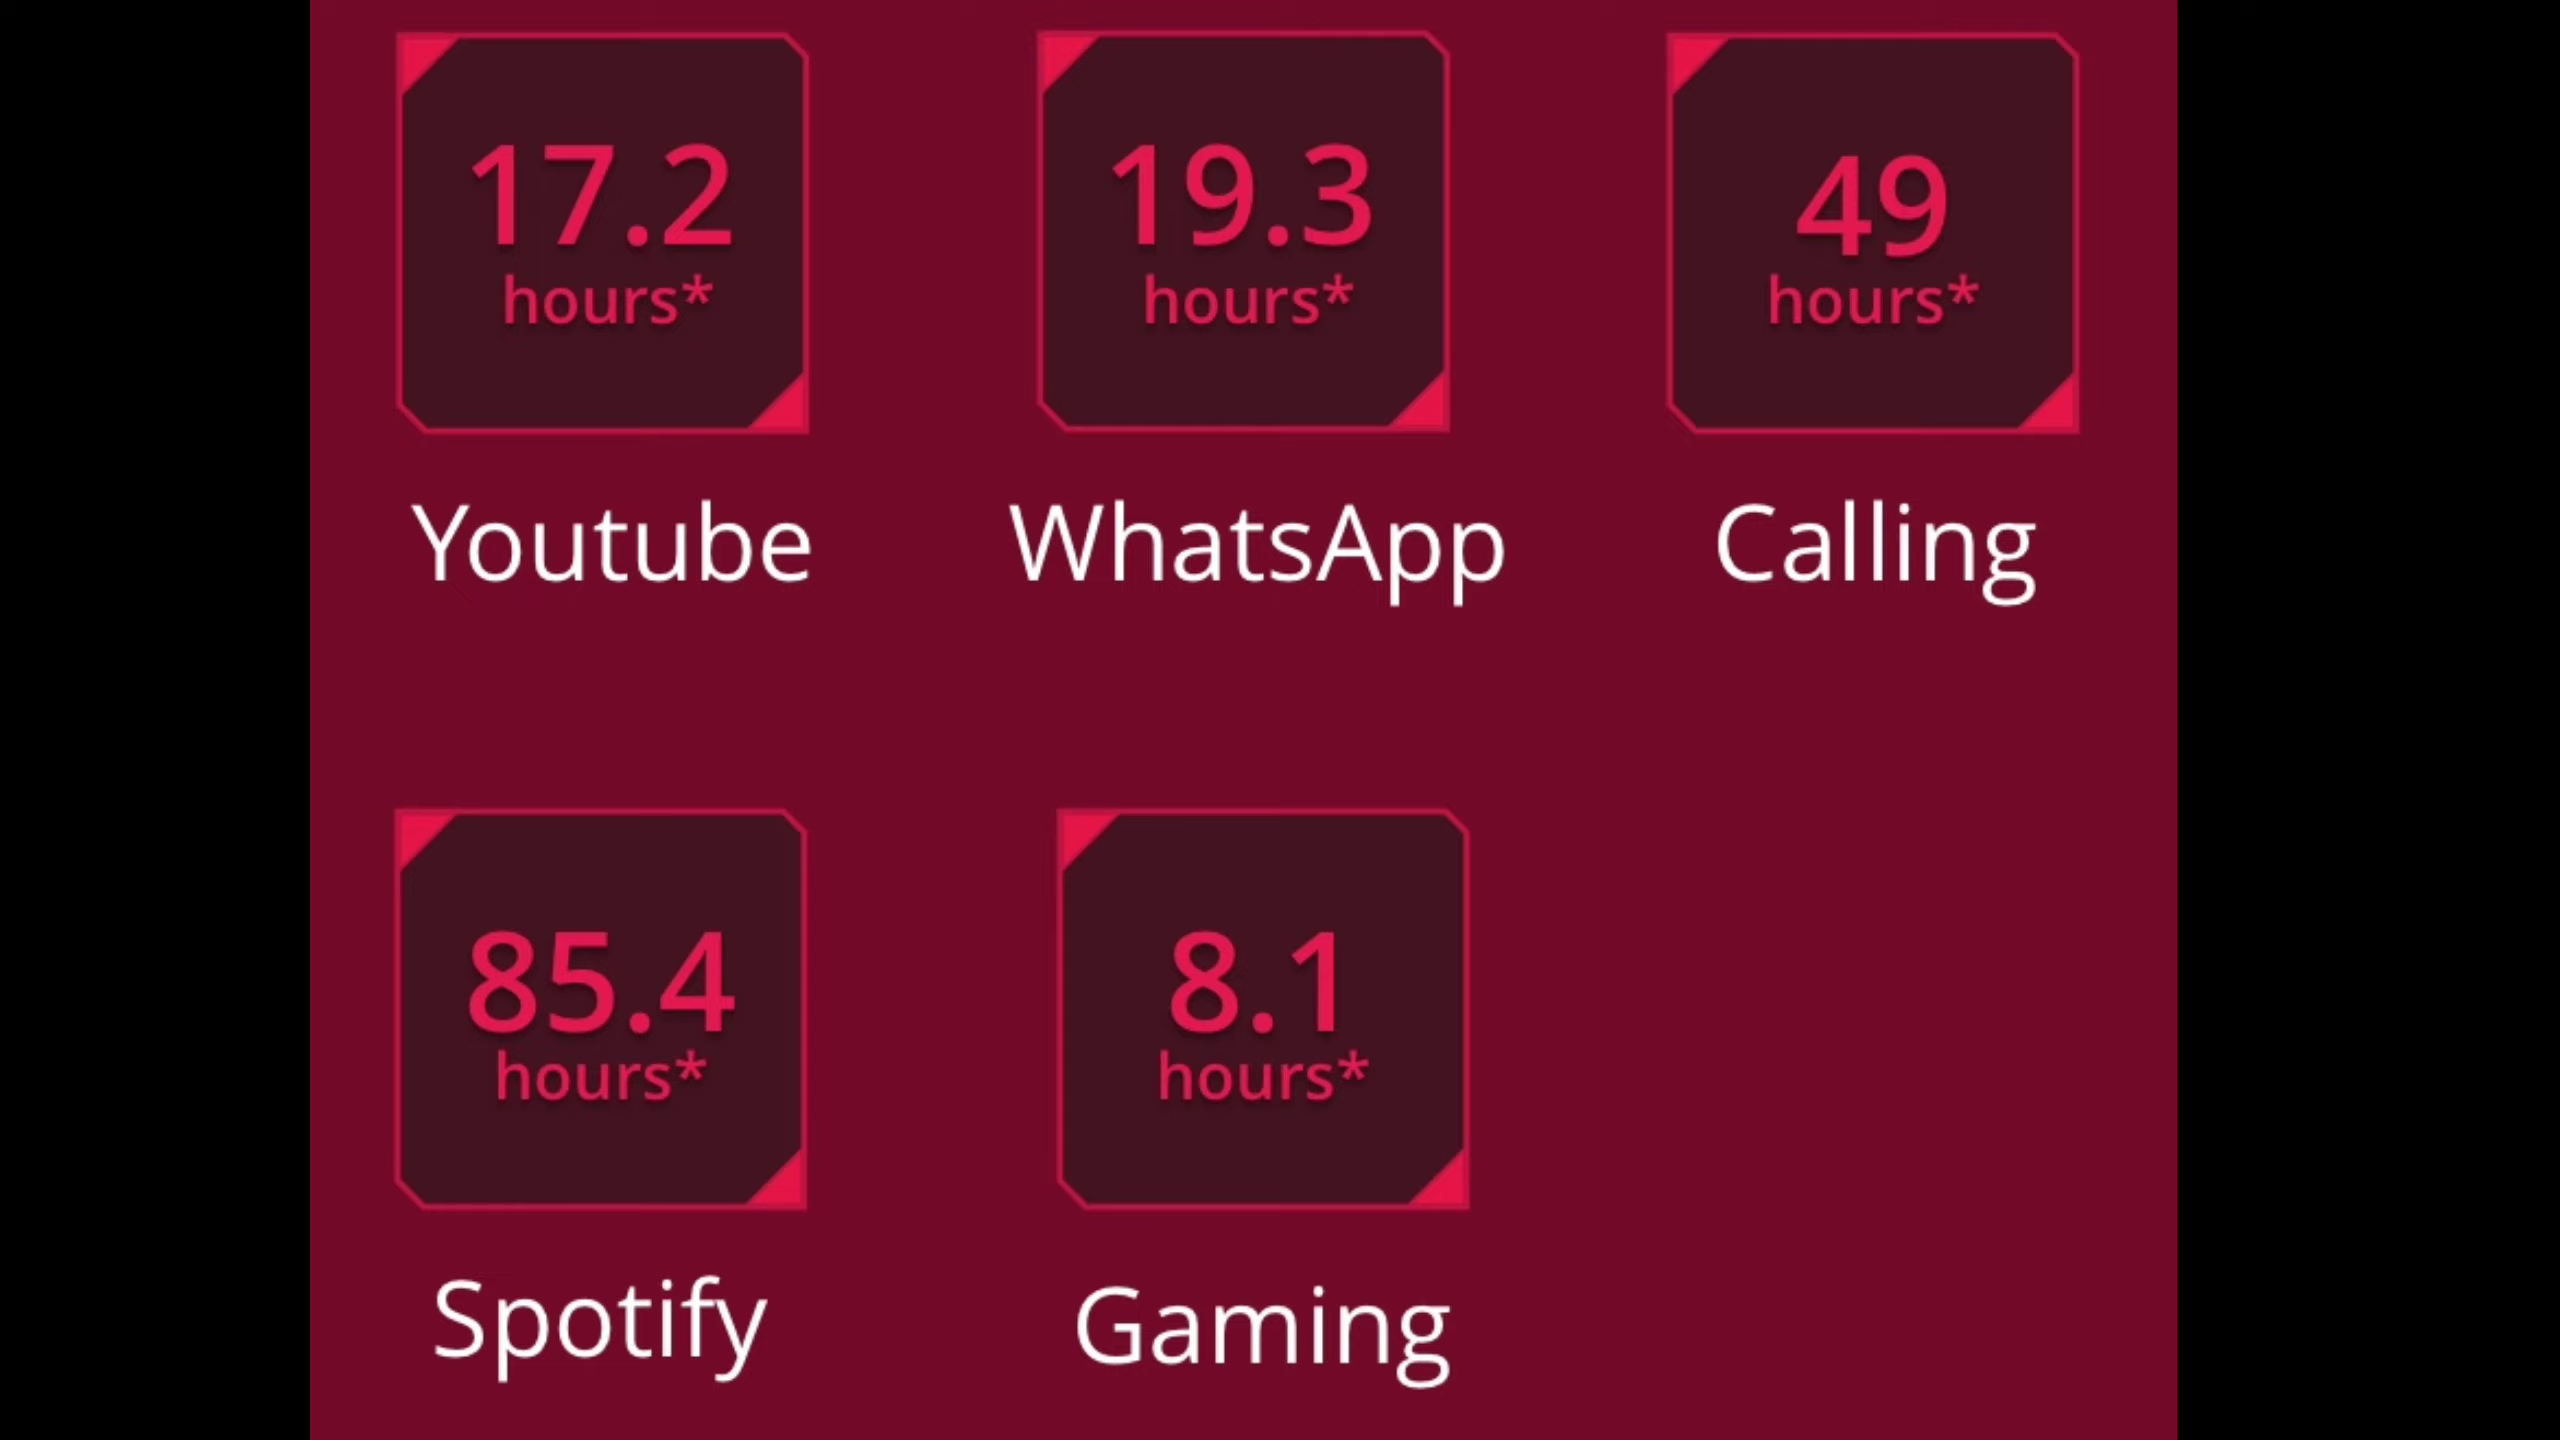 17.2
hours*
Youtube
19.3
hours*
WhatsApp
49
hours*
Calling
85.4
hours*
Spotify
8.1
hours*
Gaming